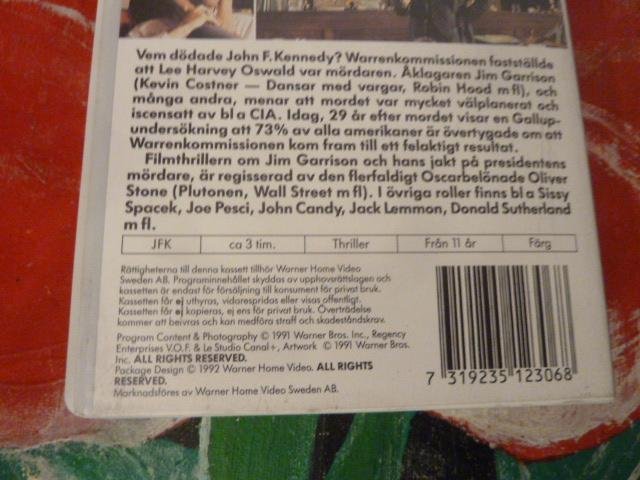 Vem dödade John F. Kennedy? Warrenkommissionen fastställde
att Lee Harvey Oswald var mördaren. Åklagaren Jim Garrison
(Kevin Costner — Dansar med vargar, Robin Hood m fl), och
många andra, menar att mordet var mycket välplanerat och
iscensatt av bl a CIA. Idag, 29 år efter mordet visar en Gallup-
undersökning att 73% av alla amerikaner är övertygade om att
Warrenkommissionen kom fram till ett felaktigt resultat.
Filmthrillern om Jim Garrison och hans jakt på presidentens
mördare, är regisserad av den flerfaldigt Oscarbelönade Oliver
Stone (Plutonen, Wall Street m fl). I övriga roller finns bl a Sissy
Spacek, Joe Pesci, John Candy, Jack Lemmon, Donald Sutherland
m fl.
JFK ca 3 tim. Thriller Från 11 år Färg
Rättigheterna till denna kassett tillhör Warner Home Video
Sweden AB. Programinnehållet skyddas av upphovsrättslagen och
kassetten är endast för försäljning till konsument för privat bruk.
Kassetten får ej uthyras, vidarespridas eller visas offentligt.
Kassetten får ej kopieras, ej ens för privat bruk. Överträdelse
kommer att beivras och kan medföra straff och skadeståndskrav.
Program Content & Photography © 1991 Warner Bros. Inc., Regency
Enterprises V.O.F. & Le Studio Canal+, Artwork © 1991 Warner Bros.
Inc. ALL RIGHTS RESERVED.
Package Design © 1992 Warner Home Video. ALL RIGHTS
RESERVED.
Marknadsföres av Warner Home Video Sweden AB.
7 319235 123068